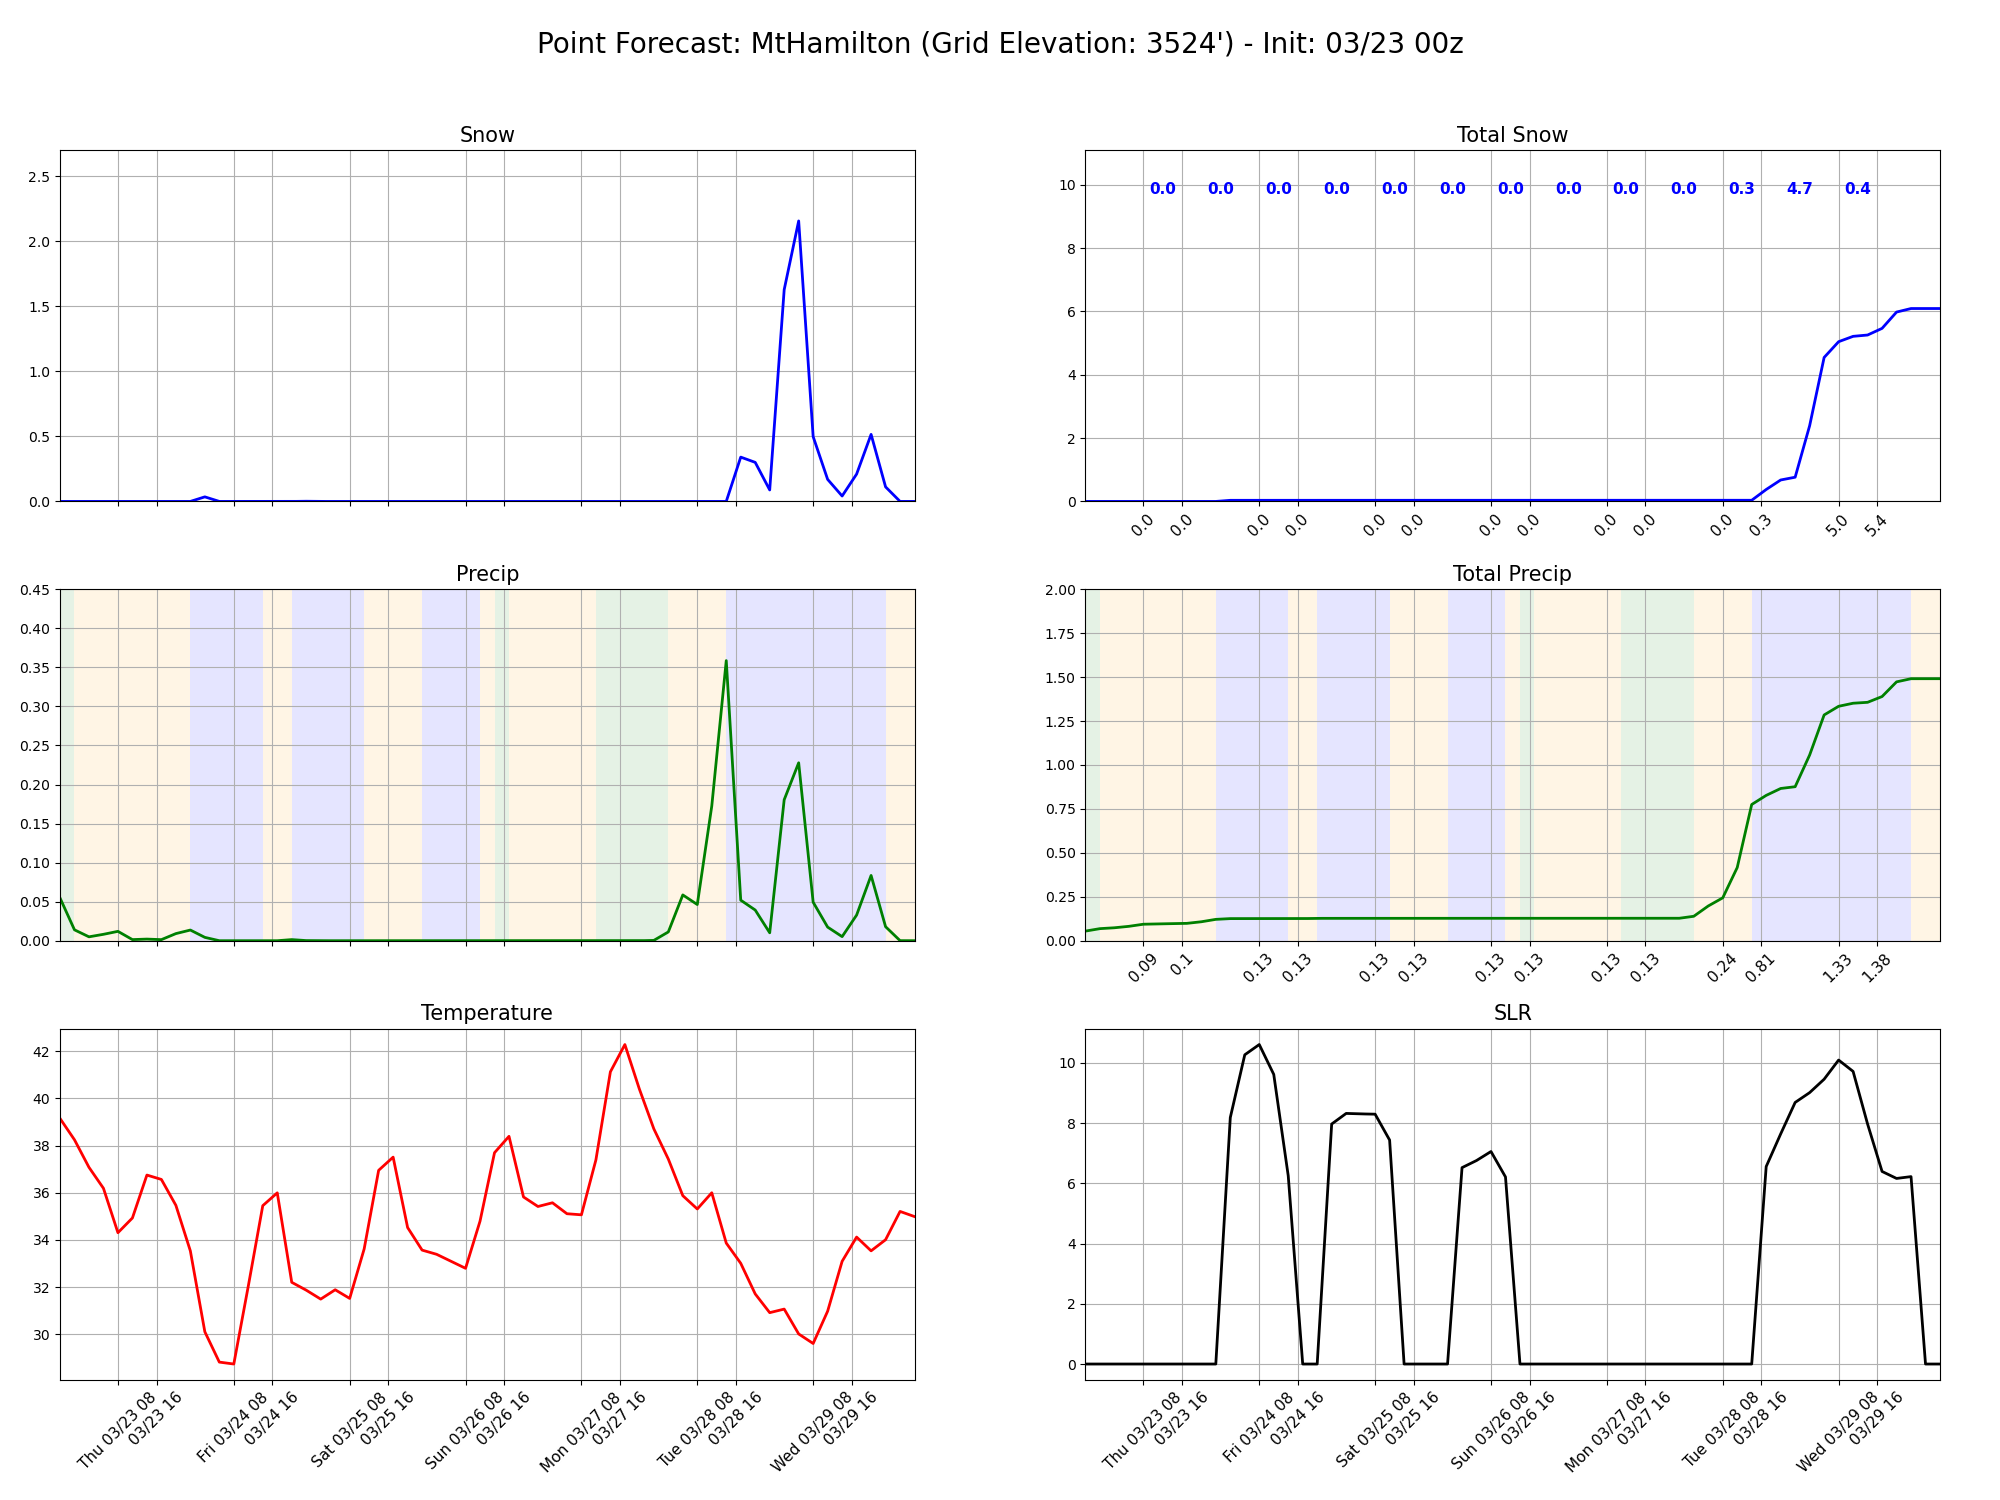 Point Forecast: MtHamilton (Grid Elevation: 3524') - Init: 03/23 00z
Snow
2.5
2.0
1.5
1.0
0.5
0.0
Total Snow
10
8
6
4
2
0
0.0 0.0 0.0 0.0 0.0 0.0 0.0 0.0 0.0 0.0 0.3 4.7 0.4
0.0 0.0 0.0 0.0 0.0 0.0 0.0 0.0 0.0 0.0 0.0 0.3 5.0 5.4
Precip
0.45
0.40
0.35
0.30
0.25
0.20
0.15
0.10
0.05
0.00
Total Precip
2.00
1.75
1.50
1.25
1.00
0.75
0.50
0.25
0.00
0.09 0.1 0.13 0.13 0.13 0.13 0.13 0.13 0.13 0.13 0.24 0.81 1.33 1.38
Temperature
42
40
38
36
34
32
30
Thu 03/23 08
03/23 16
Fri 03/24 08
03/24 16
Sat 03/25 08
03/25 16
Sun 03/26 08
03/26 16
Mon 03/27 08
03/27 16
Tue 03/28 08
03/28 16
Wed 03/29 08
03/29 16
SLR
10
8
6
4
2
0
Thu 03/23 08
03/23 16
Fri 03/24 08
03/24 16
Sat 03/25 08
03/25 16
Sun 03/26 08
03/26 16
Mon 03/27 08
03/27 16
Tue 03/28 08
03/28 16
Wed 03/29 08
03/29 16